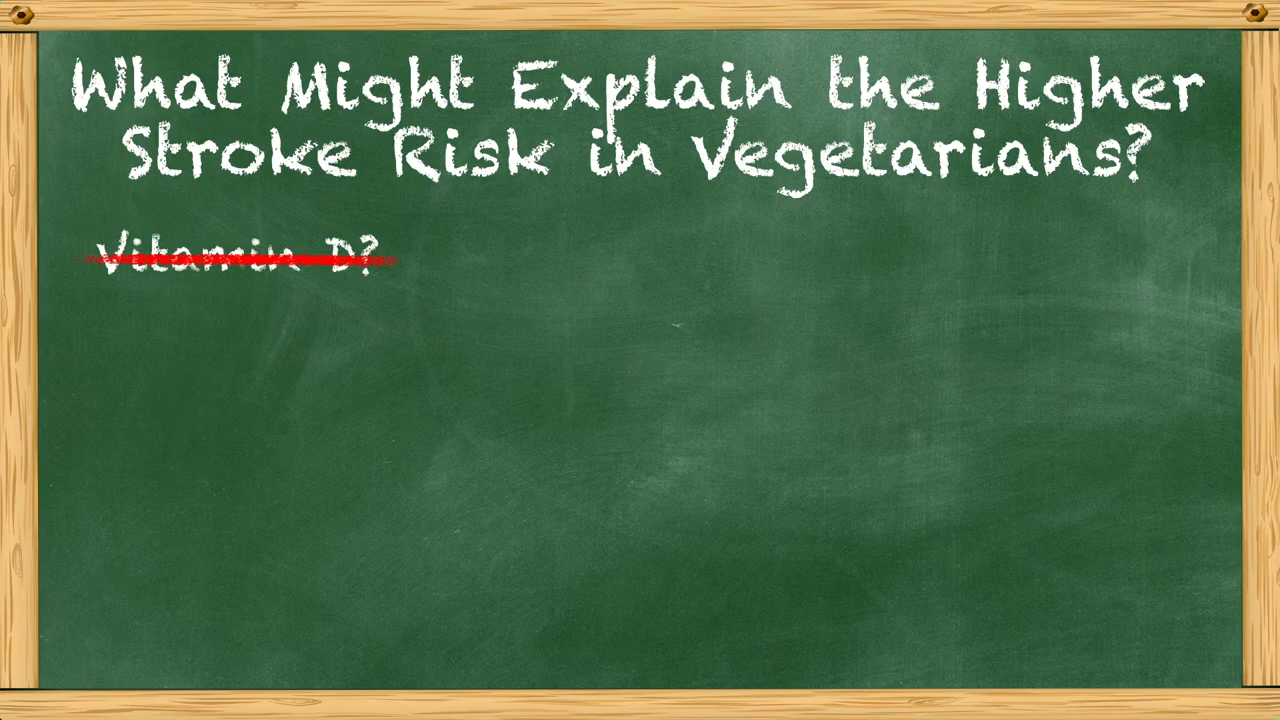 What Might Explain the Higher
Stroke Risk in Vegetarians?
Vitamin D?